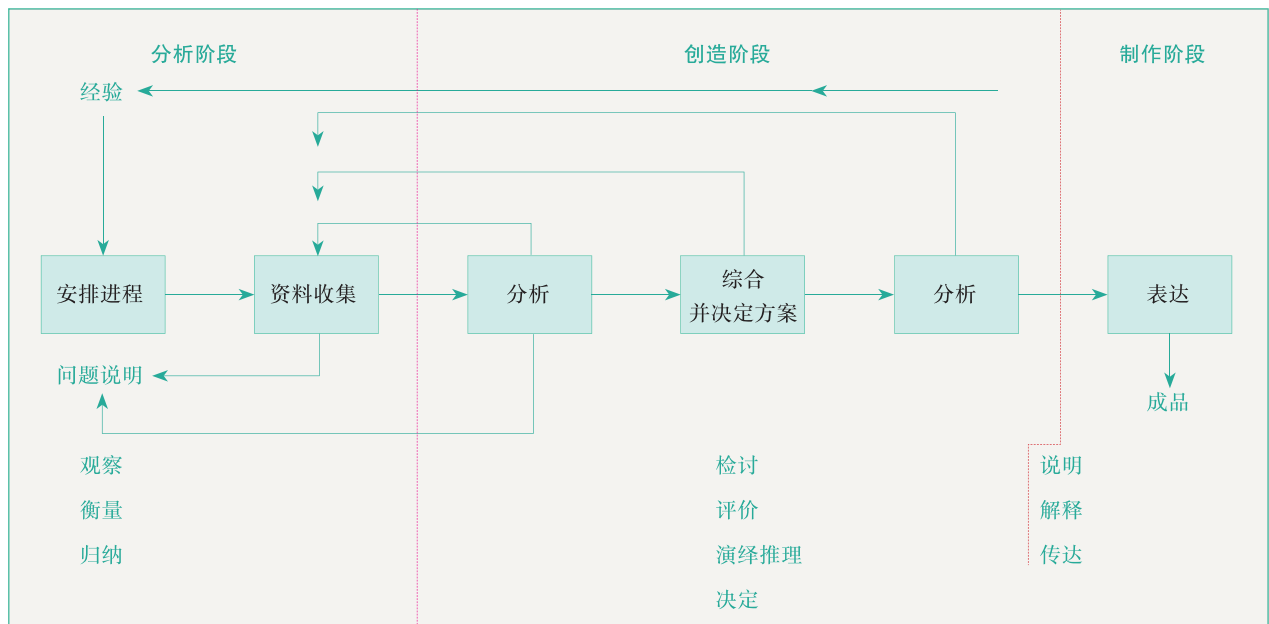 分析阶段
创造阶段
制作阶段
经验
安排进程
资料收集
分析
综合
并决定方案
分析
表达
问题说明
成品
观察
衡量
归纳
检讨
评价
演绎推理
决定
说明
解释
传达